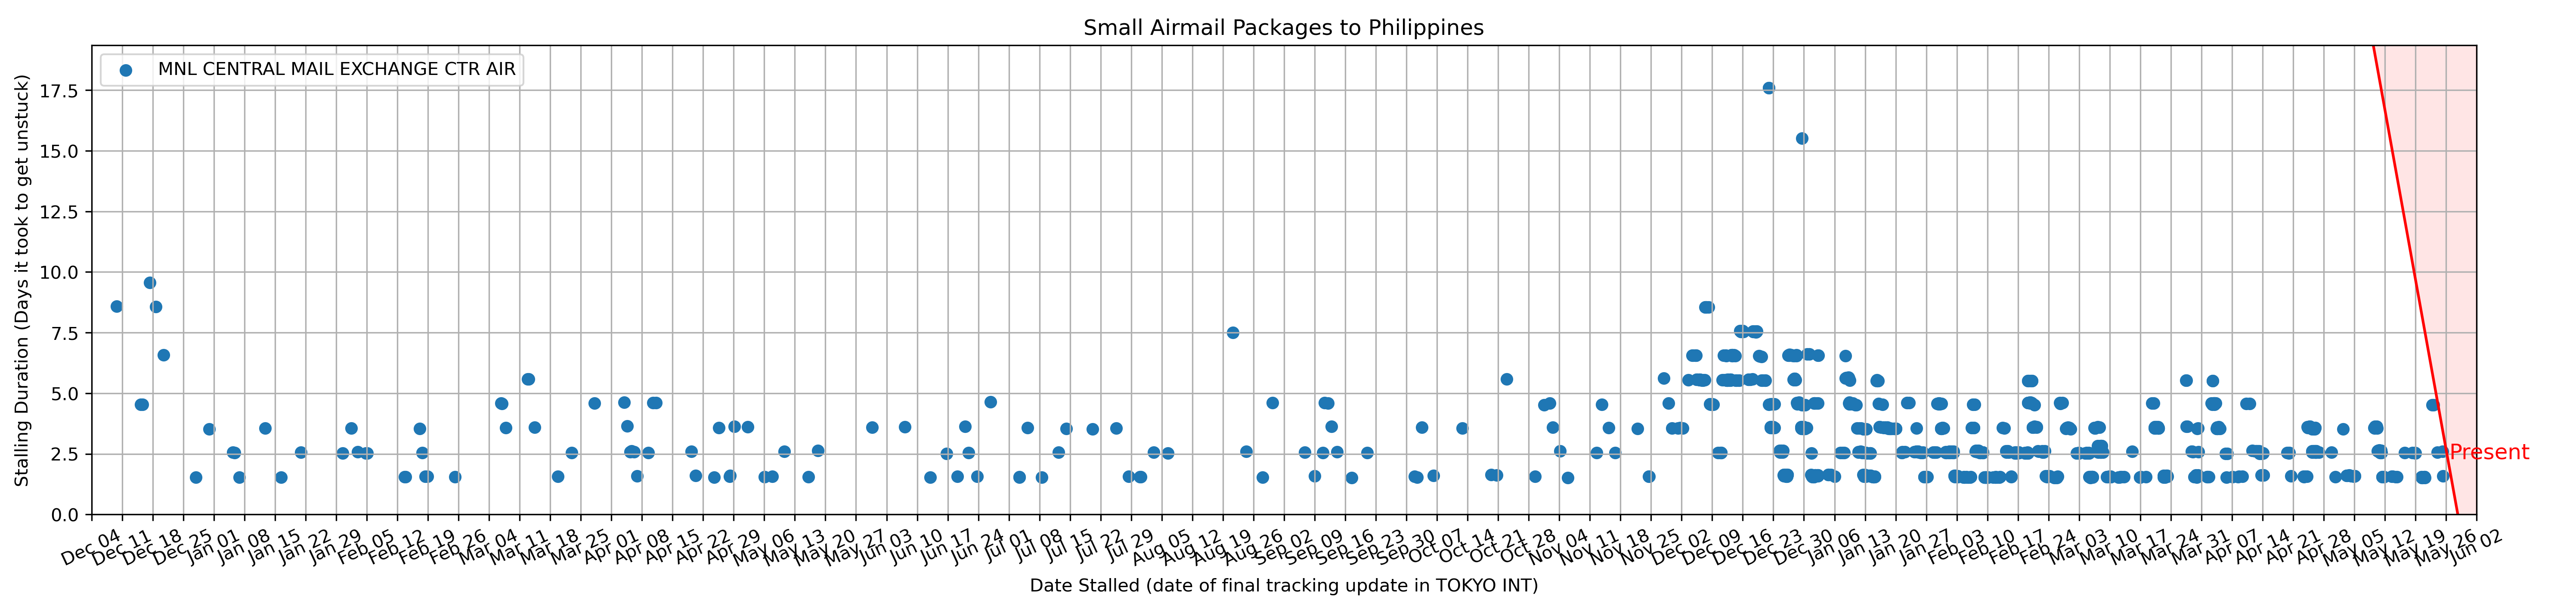 Small Airmail Packages to Philippines
MNL CENTRAL MAIL EXCHANGE CTR AIR
Stalling Duration (Days it took to get unstuck)
17.5
15.0
12.5
10.0
7.5
5.0
2.5
0.0
Present
Dec 04
Dec 11
Dec 18
Dec 25
Jan 01
Jan 08
Jan 15
Jan 22
Jan 29
Feb 05
Feb 12
Feb 19
Feb 26
Mar 04
Mar 11
Mar 18
Mar 25
Apr 01
Apr 08
Apr 15
Apr 22
Apr 29
May 06
May 13
May 20
May 27
Jun 03
Jun 10
Jun 17
Jun 24
Jul 01
Jul 08
Jul 15
Jul 22
Jul 29
Aug 05
Aug 12
Aug 19
Aug 26
Sep 02
Sep 09
Sep 16
Sep 23
Sep 30
Oct 07
Oct 14
Oct 21
Oct 28
Nov 04
Nov 11
Nov 18
Nov 25
Dec 02
Dec 09
Dec 16
Dec 23
Dec 30
Jan 06
Jan 13
Jan 20
Jan 27
Feb 03
Feb 10
Feb 17
Feb 24
Mar 03
Mar 10
Mar 17
Mar 24
Mar 31
Apr 07
Apr 14
Apr 21
Apr 28
May 05
May 12
May 19
May 26
Jun 02
Date Stalled (date of final tracking update in TOKYO INT)